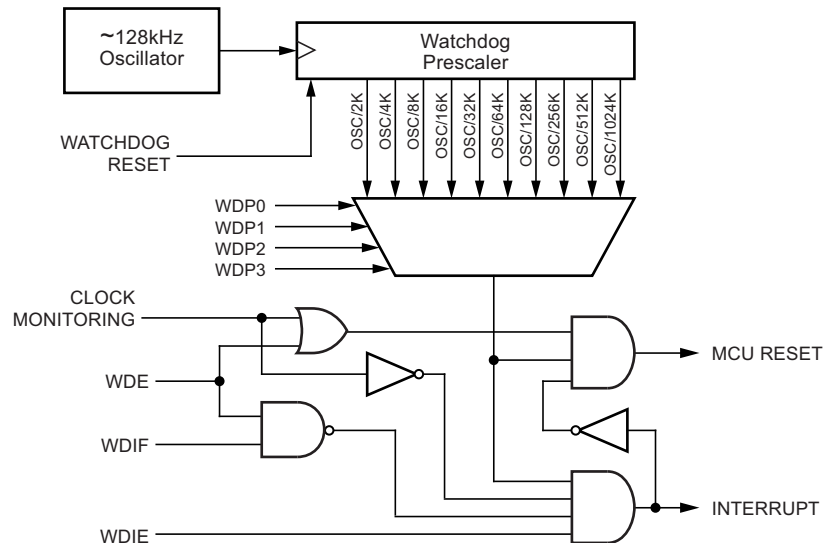 ~128kHz
Oscillator
Watchdog
Prescaler
OSC/2K
OSC/4K
OSC/8K
OSC/16K
OSC/32K
OSC/64K
OSC/128K
OSC/256K
OSC/512K
OSC/1024K
WATCHDOG
RESET
WDP0
WDP1
WDP2
WDP3
CLOCK
MONITORING
MCU RESET
WDE
WDIF
INTERRUPT
WDIE